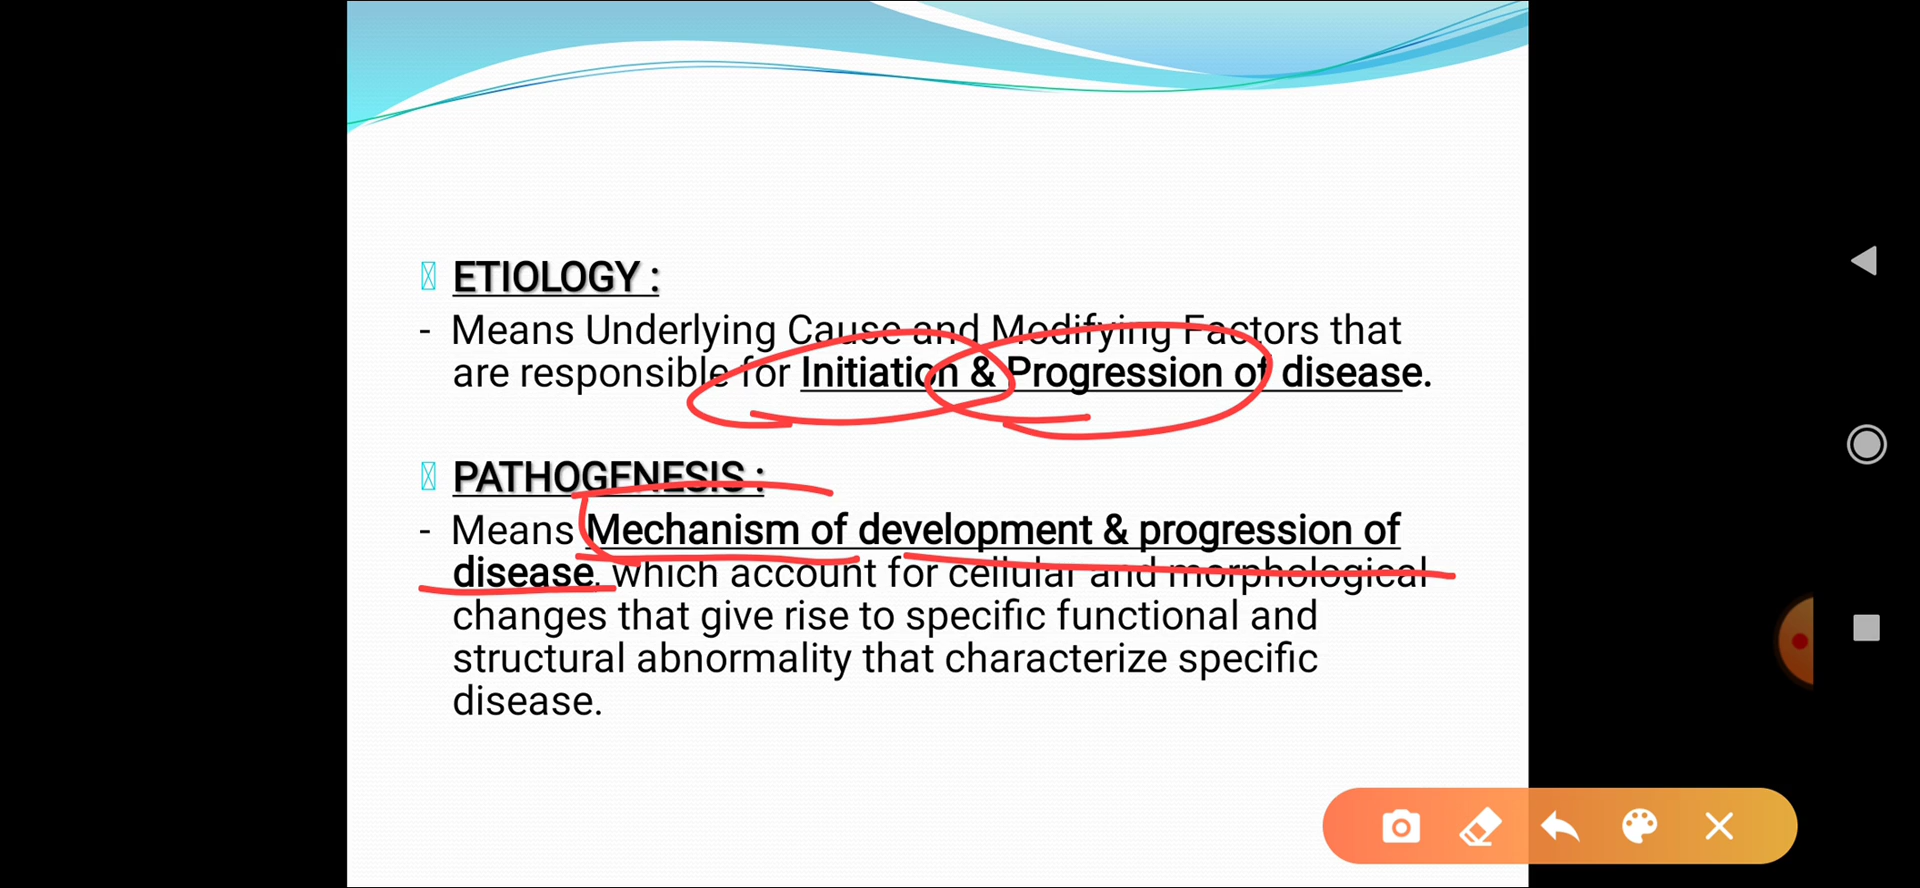 ETIOLOGY :
- Means Underlying Cause and Modifying Factors that
are responsible for Initiation & Progression of disease.
PATHOGENESIS :
- Means Mechanism of development & progression of
disease, which account for cellular and morphological
changes that give rise to specific functional and
structural abnormality that characterize specific
disease.